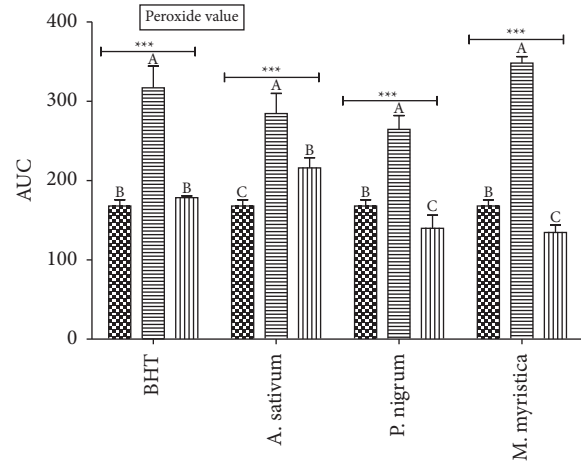 Peroxide value
400
300
200
100
0
AUC
***
B A B
***
C A B
***
B A C
***
B A C
BHT
A. sativum
P. nigrum
M. myristica